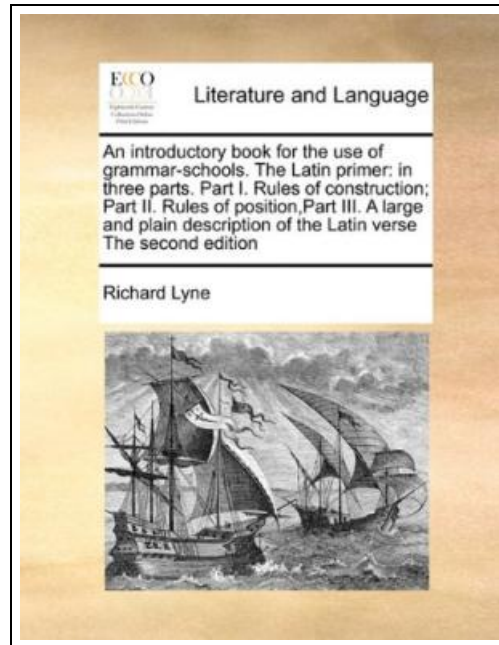 ECCO
Literature and Language
An introductory book for the use of
grammar-schools. The Latin primer: in
three parts. Part I. Rules of construction;
Part II. Rules of position,Part III. A large
and plain description of the Latin verse
The second edition
Richard Lyne